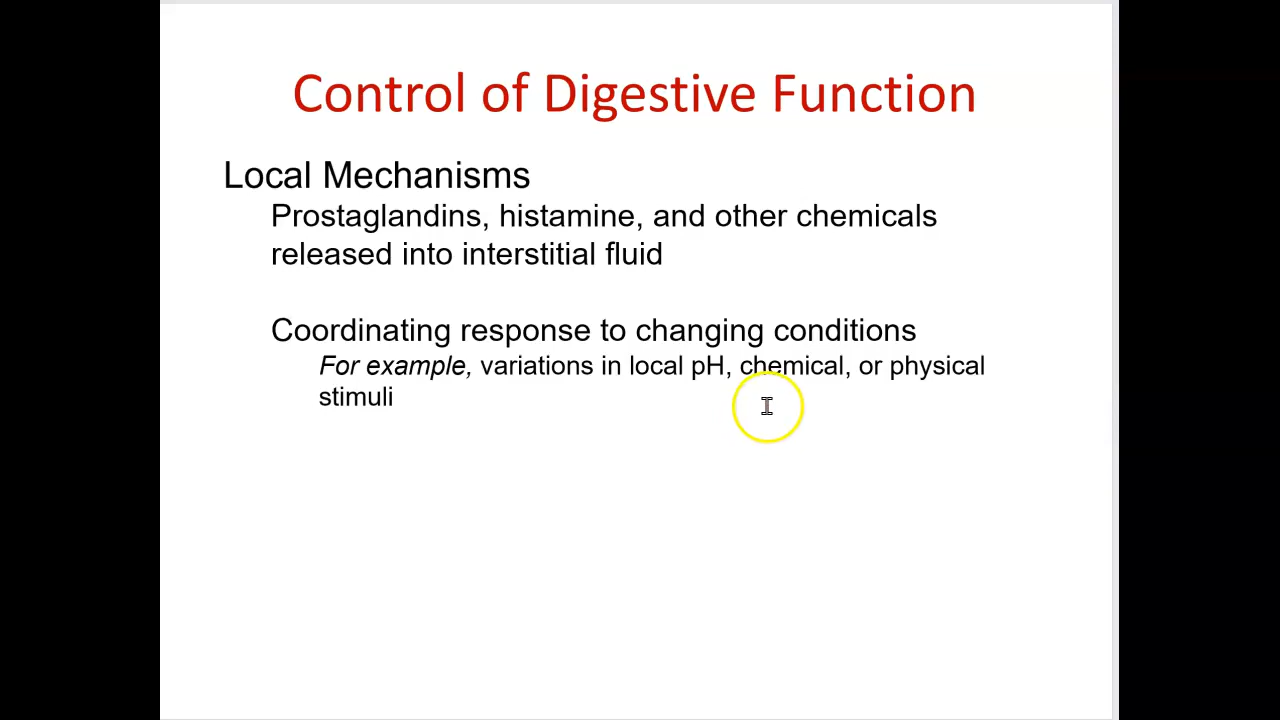 Control of Digestive Function
Local Mechanisms
Prostaglandins, histamine, and other chemicals
released into interstitial fluid
Coordinating response to changing conditions
For example, variations in local pH, chemical, or physical
stimuli